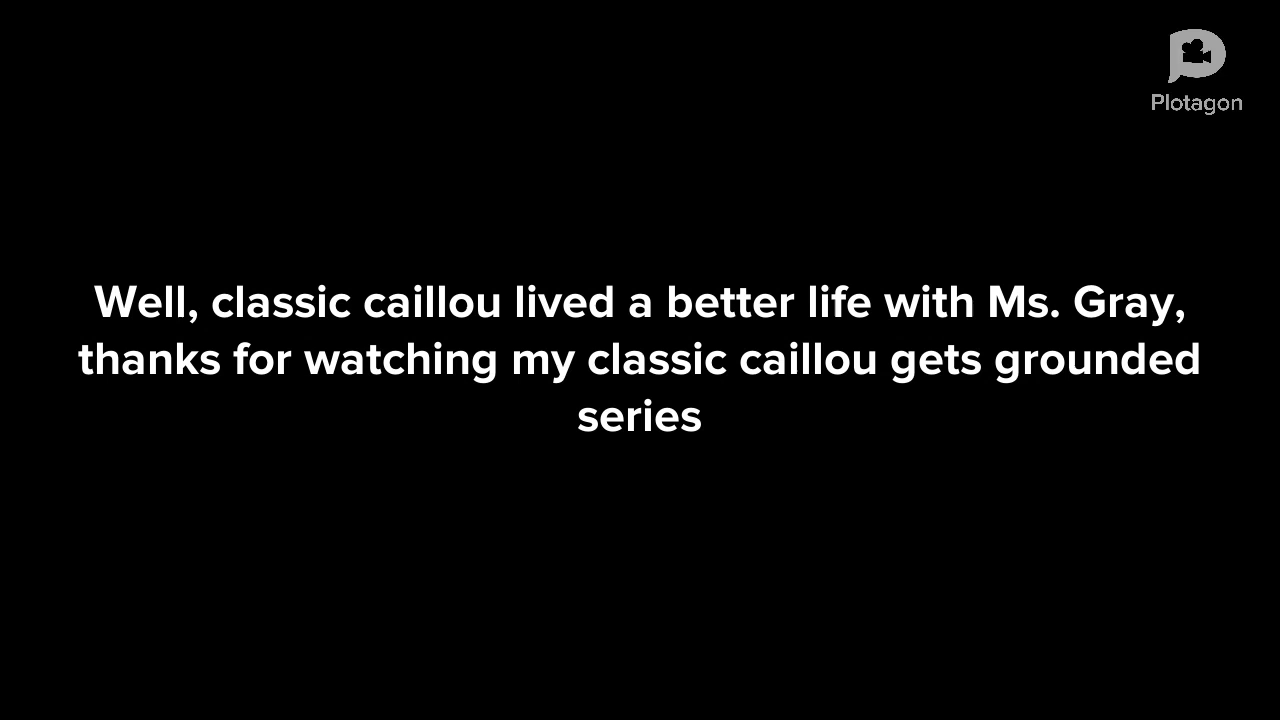 Plotagon
Well, classic caillou lived a better life with Ms. Gray,
thanks for watching my classic caillou gets grounded
series